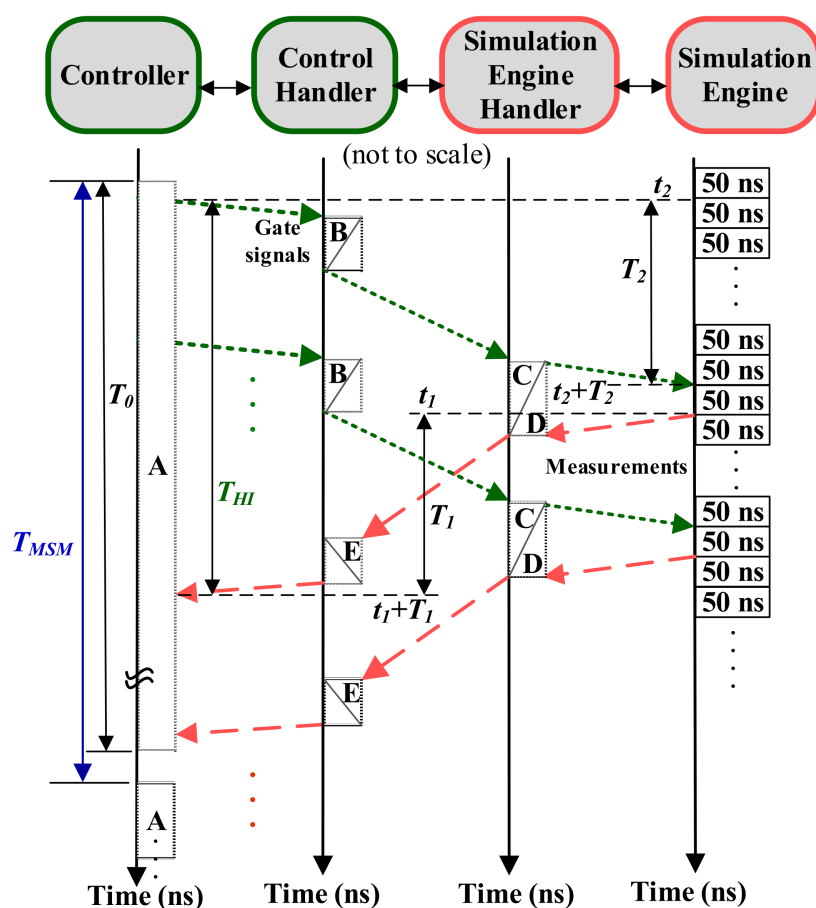 Controller
Control
Handler
Simulation
Engine
Handler
Simulation
Engine
(not to scale)
t2
50 ns
50 ns
50 ns
Gate
signals
B
T2
50 ns
50 ns
50 ns
50 ns
B
C
D
t2+T2
t1
T0
A
THI
T1
Measurements
TMSM
C
D
50 ns
50 ns
50 ns
50 ns
E
t1+T1
E
A
Time (ns)
Time (ns)
Time (ns)
Time (ns)